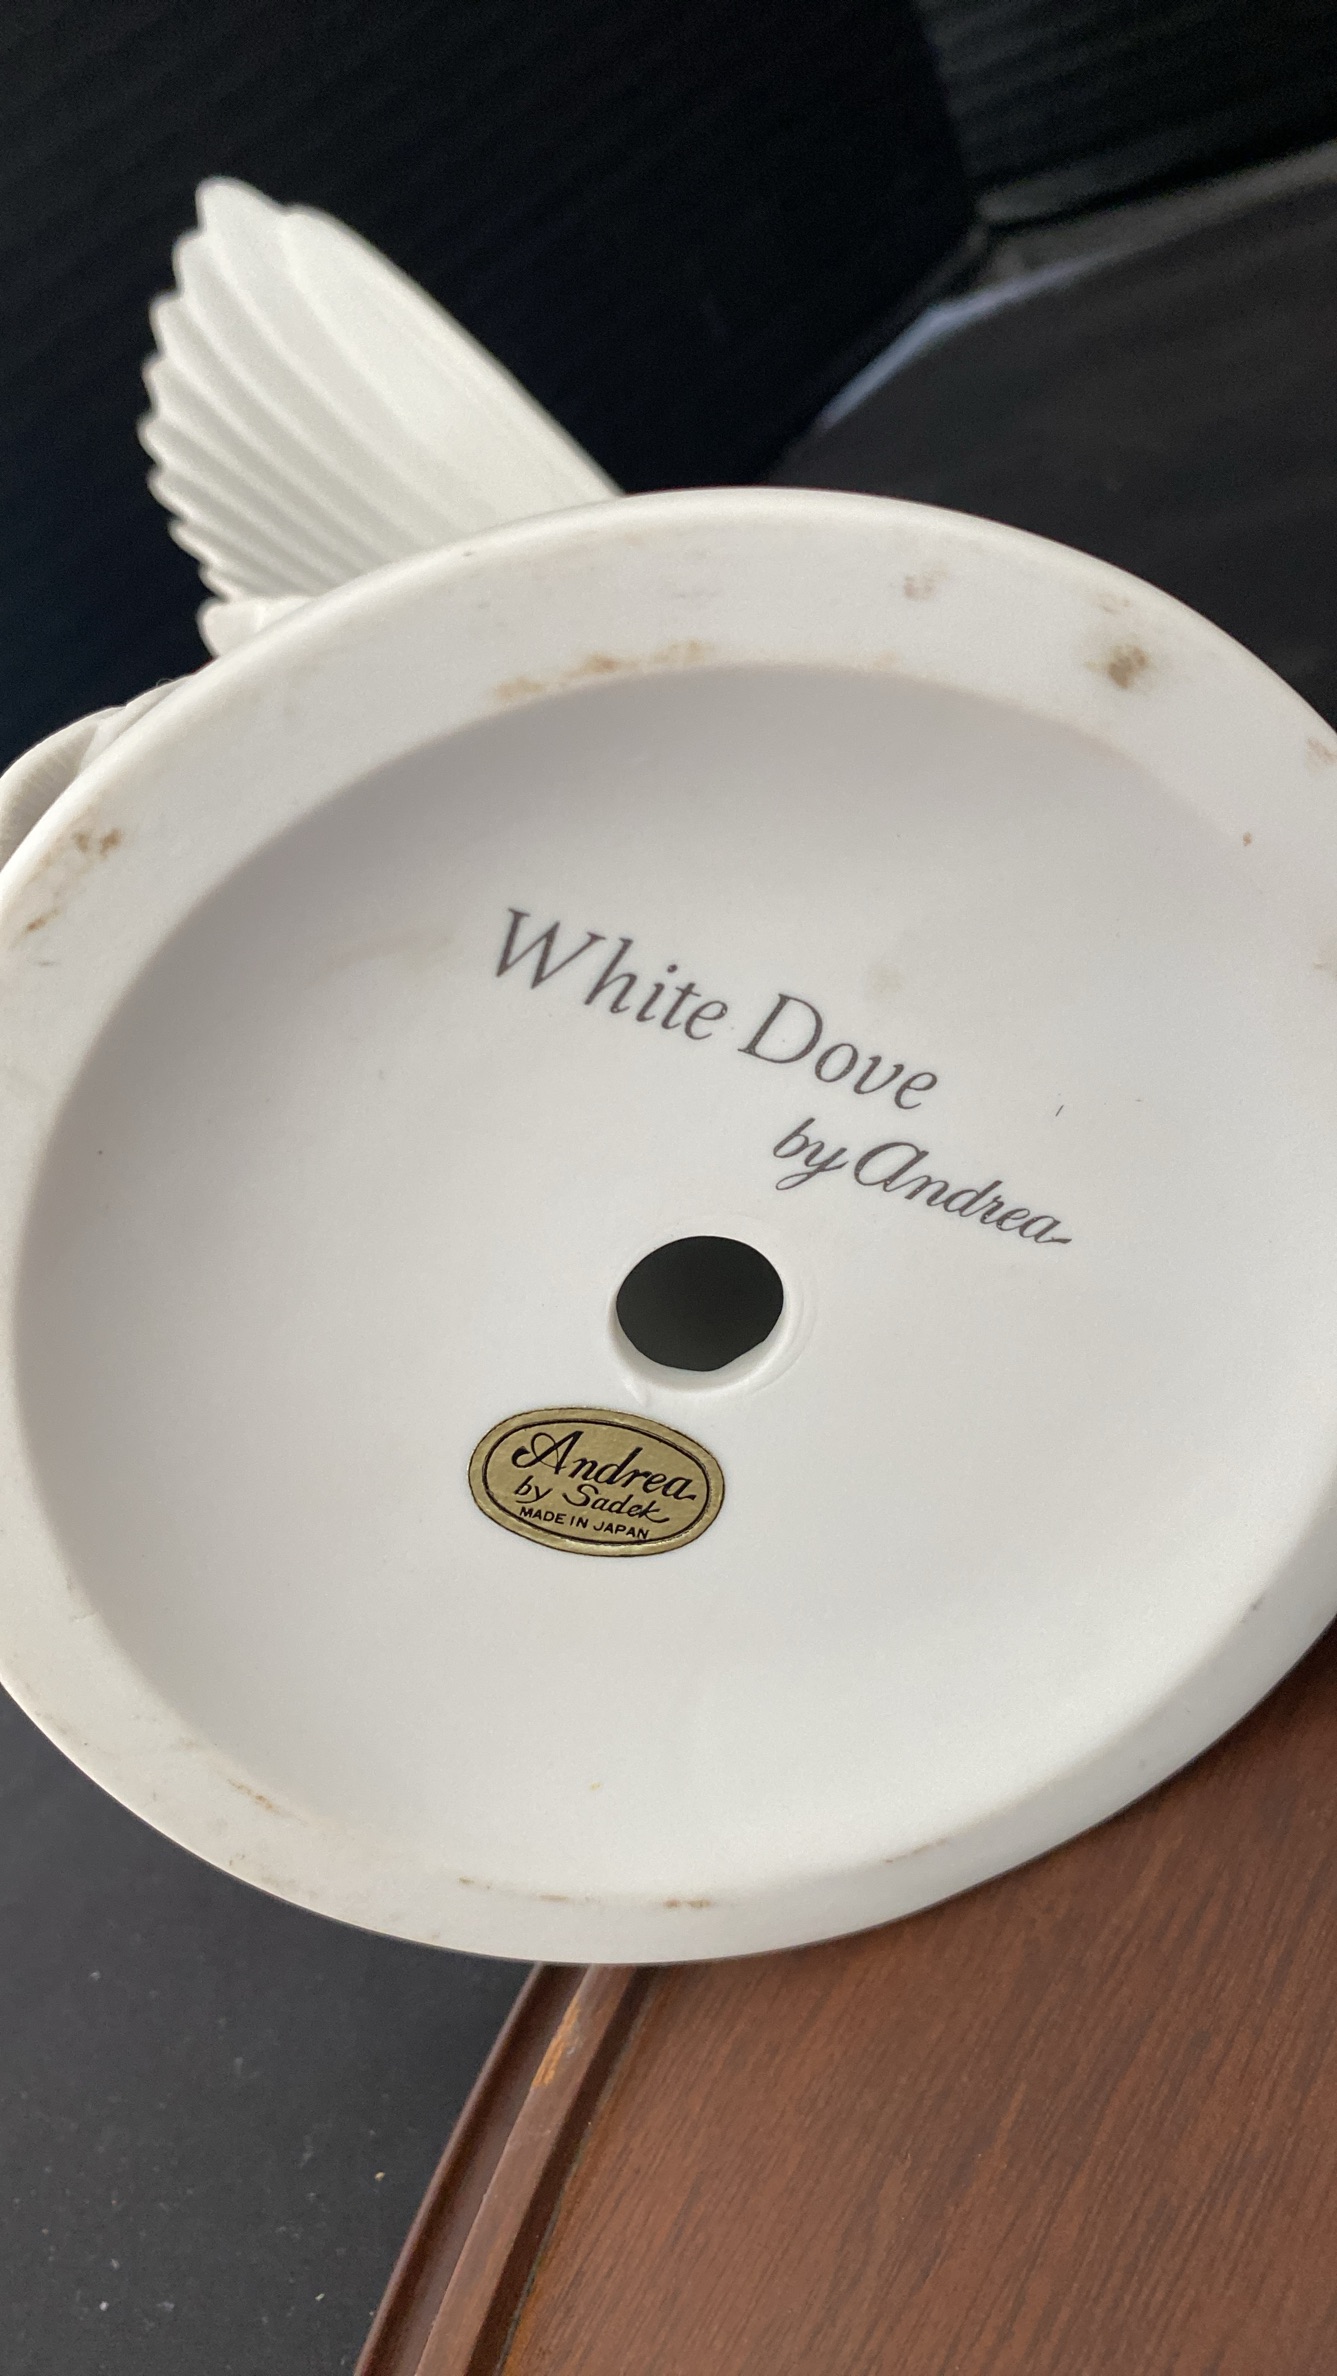 White Dove
by Andrea
Andrea
by Sadek
MADE IN JAPAN